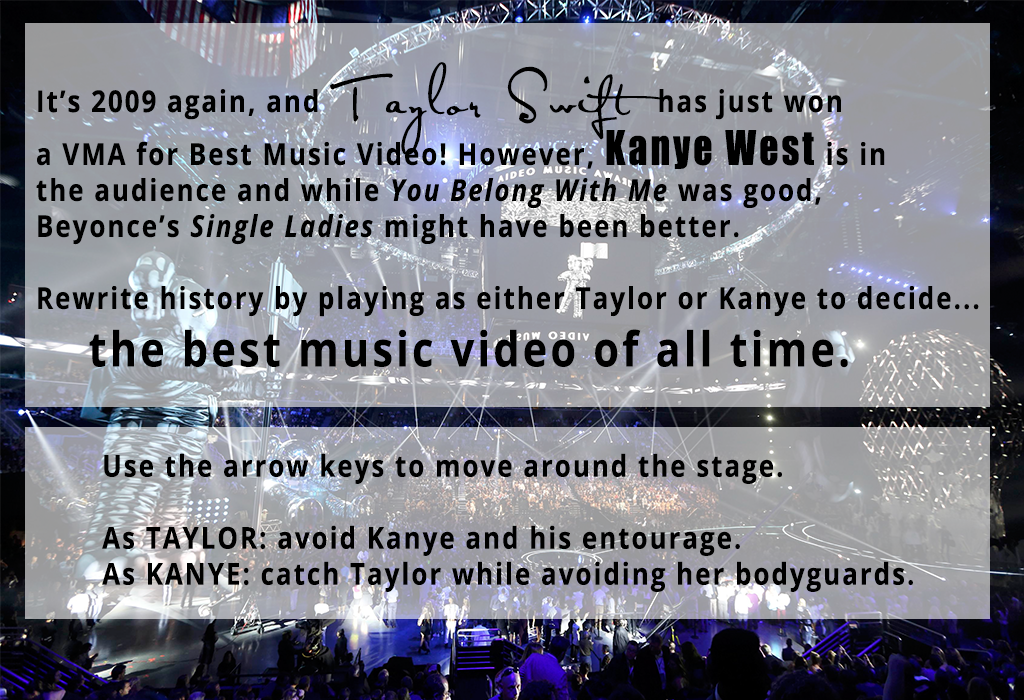 It's 2009 again, and Taylor Swift has just won
a VMA for Best Music Video! However, Kanye West is in
the audience and while You Belong With Me was good,
Beyonce's Single Ladies might have been better.
Rewrite history by playing as either Taylor or Kanye to decide...
the best music video of all time.
Use the arrow keys to move around the stage.
As TAYLOR: avoid Kanye and his entourage.
As KANYE: catch Taylor while avoiding her bodyguards.